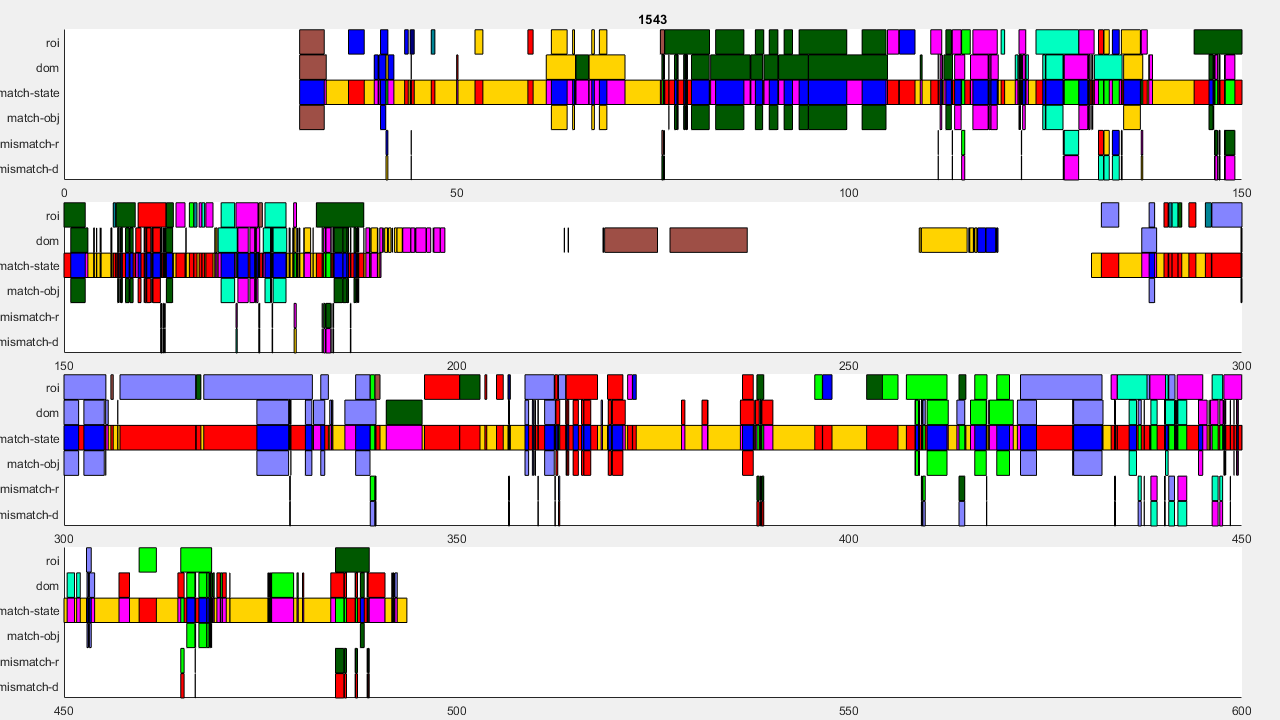 1543
roi
dom
match-state
match-obj
mismatch-r
mismatch-d
0 50 100 150
roi
dom
match-state
match-obj
mismatch-r
mismatch-d
150 200 250 300
roi
dom
match-state
match-obj
mismatch-r
mismatch-d
300 350 400 450
roi
dom
match-state
match-obj
mismatch-r
mismatch-d
450 500 550 600